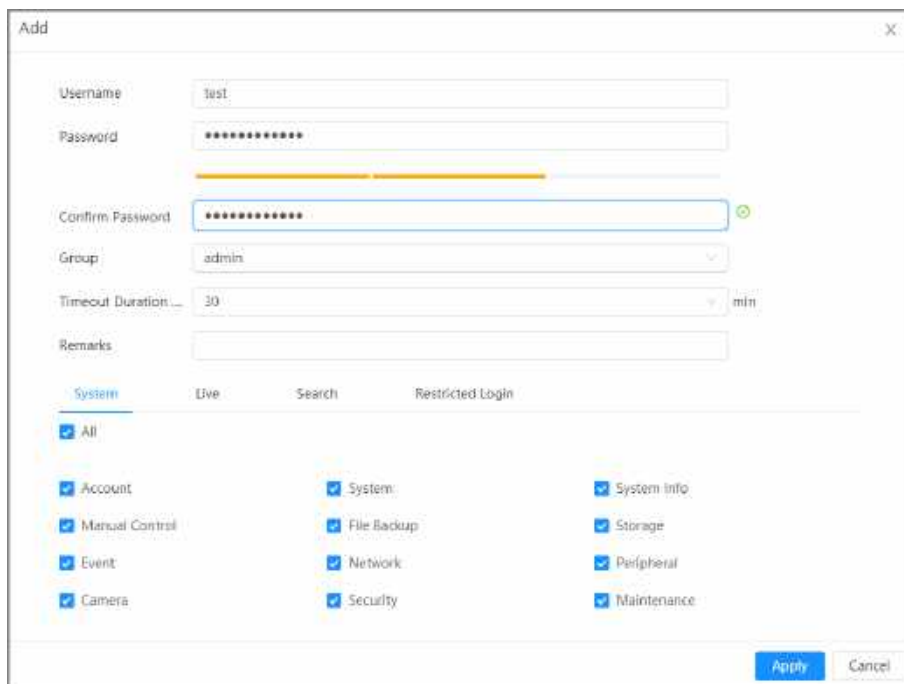 Add X
Username test
Password ••••••••••••
Confirm Password ••••••••••••
Group admin
Timeout Duration ... 30 min
Remarks
System Live Search Restricted Login
All
Account System System Info
Manual Control File Backup Storage
Event Network Peripheral
Camera Security Maintenance
Apply Cancel